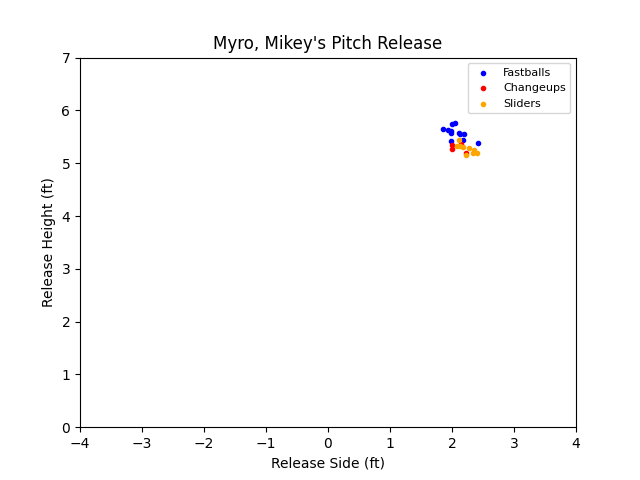 Myro, Mikey's Pitch Release
Fastballs
Changeups
Sliders
Release Height (ft)
7
6
5
4
3
2
1
0
−4 −3 −2 −1 0 1 2 3 4
Release Side (ft)